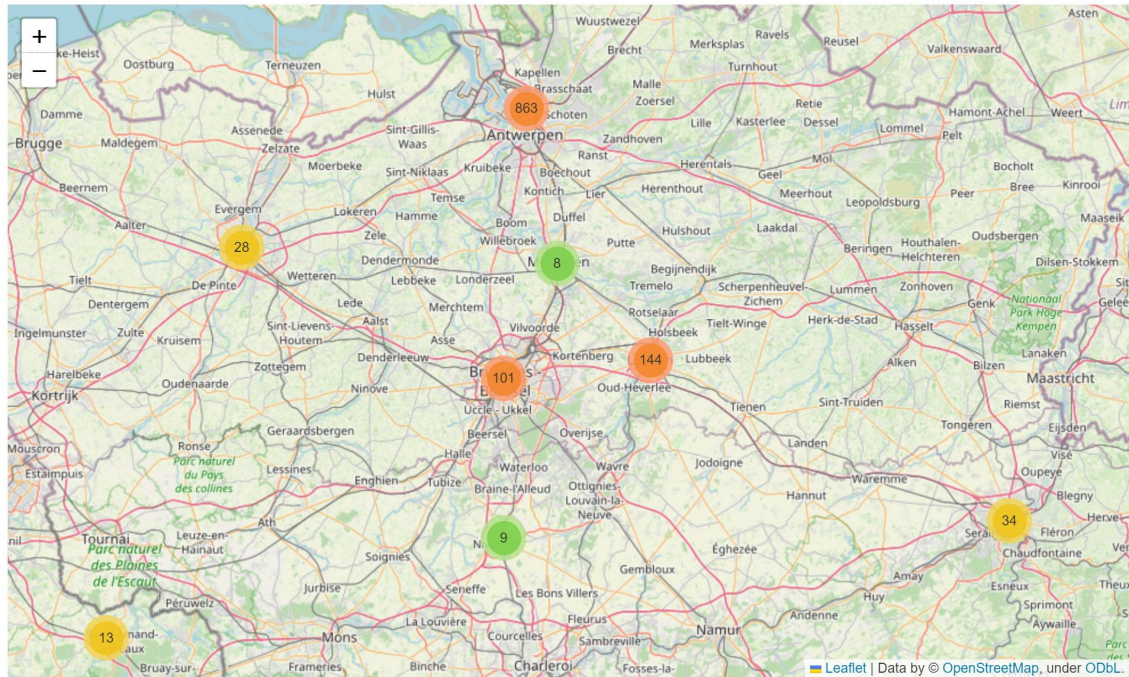 +
−
ke-Heist
Oostburg
Terneuzen
Hulst
Damme
Brugge
Maldegem
Assenede
Zelzate
Sint-Gillis-
Waas
Moerbeke
Sint-Niklaas
Kruibeke
Temse
Beernem
Aalter
Evergem
Lokeren
Hamme
Zele
Dendermonde
28
De Pinte
Wetteren
Lebbeke
Tielt
Dentergem
Lede
Aalst
Merchtem
Londerzeel
Ingelmunster
Zulte
Kruisem
Sint-Lievens-
Houtem
Asse
Harelbeke
Kortrijk
Oudenaarde
Zottegem
Denderleeuw
Ninove
Wuustwezel
Brecht
Merksplas
Ravels
Turnhout
Reusel
Valkenswaard
Asten
Kapellen
Brasschaat
863
Schoten
Antwerpen
Malle
Zoersel
Zandhoven
Lille
Kasterlee
Retie
Dessel
Lommel
Hamont-Achel
Pelt
Weert
Lim
Ranst
Boechout
Kontich
Lier
Herentals
Herenthout
Geel
Mol
Meerhout
Leopoldsburg
Peer
Bocholt
Bree
Kinrooi
Maaseik
Boom
Duffel
Willebroek
Putte
Hulshout
Laakdal
Beringen
Houthalen-
Helchteren
Oudsbergen
Dilsen-Stokkem
8
Begijnendijk
Tremelo
Scherpenheuvel-
Zichem
Lummen
Zonhoven
Genk
Nationaal
Park Hoge
Kempen
Vilvoorde
Rotselaar
Holsbeek
Tielt-Winge
Herk-de-Stad
Hasselt
Kortenberg
144
Lubbeek
Alken
Bilzen
Lanaken
Maastricht
101
Oud-Heverlee
Uccle - Ukkel
Tienen
Sint-Truiden
Riemst
Tongeren
Eijsden
Mouscron
Estaimpuis
Ronse
Geraardsbergen
Beersel
Overijse
Landen
Visé
Parc naturel
du Pays
des collines
Lessines
Enghien
Halle
Tubize
Waterloo
Braine-l'Alleud
Wavre
Ottignies-
Louvain-la-
Neuve
Jodoigne
Hannut
Waremme
Oupeye
Blegny
Herve
Ath
Tournai
Leuze-en-
Hainaut
Parc naturel
des Plaines
de l'Escaut
Soignies
9
34
Fléron
Chaudfontaine
Éghezée
Gembloux
Amay
Huy
Esneux
Péruwelz
Jurbise
Seneffe
Les Bons Villers
Andenne
Sprimont
Aywaille
13
Mons
La Louvière
Courcelles
Fleurus
Sambreville
Namur
Bruay-sur-
Frameries
Binche
Charleroi
Fosses-la-
Leaflet | Data by © OpenStreetMap, under ODbL.